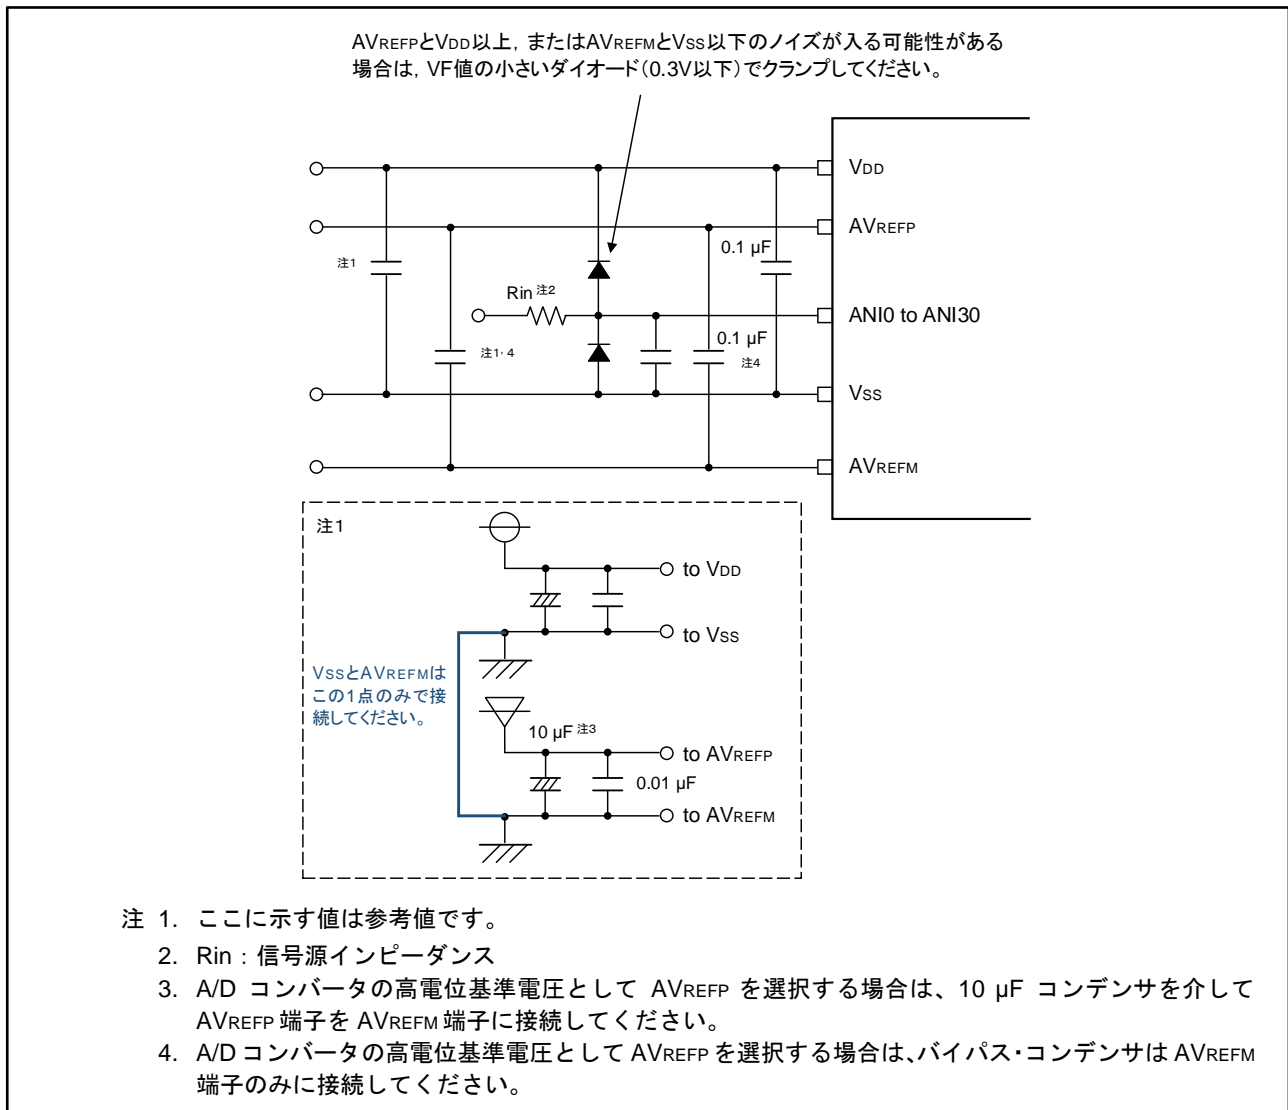 AVREFPとVDD以上，またはAVREFMとVSS以下のノイズが入る可能性がある
場合は，VF値の小さいダイオード（0.3V以下）でクランプしてください。
VDD
AVREFP
0.1 µF
注1
Rin 注2
ANI0 to ANI30
0.1 µF
注1, 4
注4
VSS
AVREFM
注1
to VDD
to VSS
VSSとAVREFMは
この1点のみで接
続してください。
10 µF 注3
to AVREFP
0.01 µF
to AVREFM
注 1. ここに示す値は参考値です。
2. Rin：信号源インピーダンス
3. A/D コンバータの高電位基準電圧として AVREFP を選択する場合は、10 µF コンデンサを介して
AVREFP 端子を AVREFM 端子に接続してください。
4. A/D コンバータの高電位基準電圧として AVREFP を選択する場合は、バイパス・コンデンサは AVREFM
端子のみに接続してください。